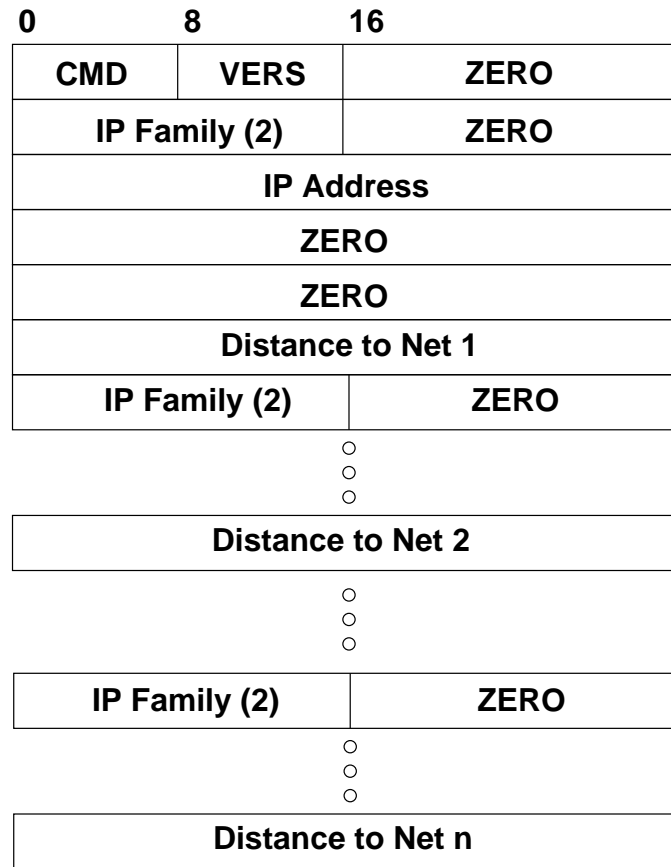 0 8 16
CMD VERS ZERO
IP Family (2) ZERO
IP Address
ZERO
ZERO
Distance to Net 1
IP Family (2) ZERO
Distance to Net 2
IP Family (2) ZERO
Distance to Net n